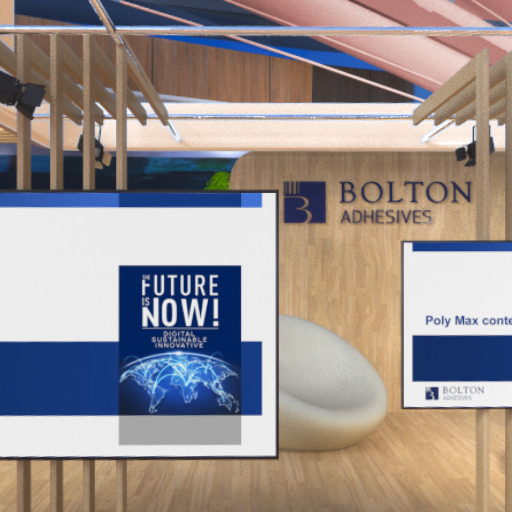 BOLTON
ADHESIVES
THE FUTURE
IS NOW!
DIGITAL
SUSTAINABLE
INNOVATIVE
Poly Max conte
BOLTON
ADHESIVES